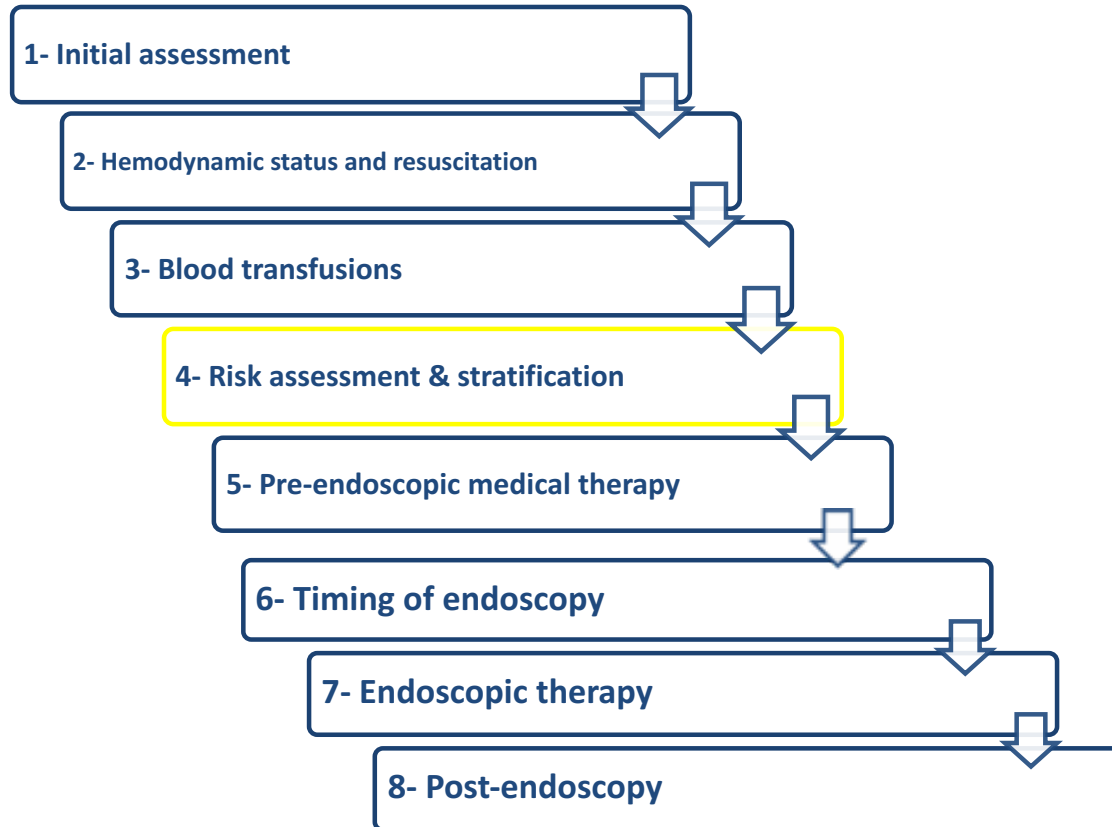 1- Initial assessment
2- Hemodynamic status and resuscitation
3- Blood transfusions
4- Risk assessment & stratification
5- Pre-endoscopic medical therapy
6- Timing of endoscopy
7- Endoscopic therapy
8- Post-endoscopy